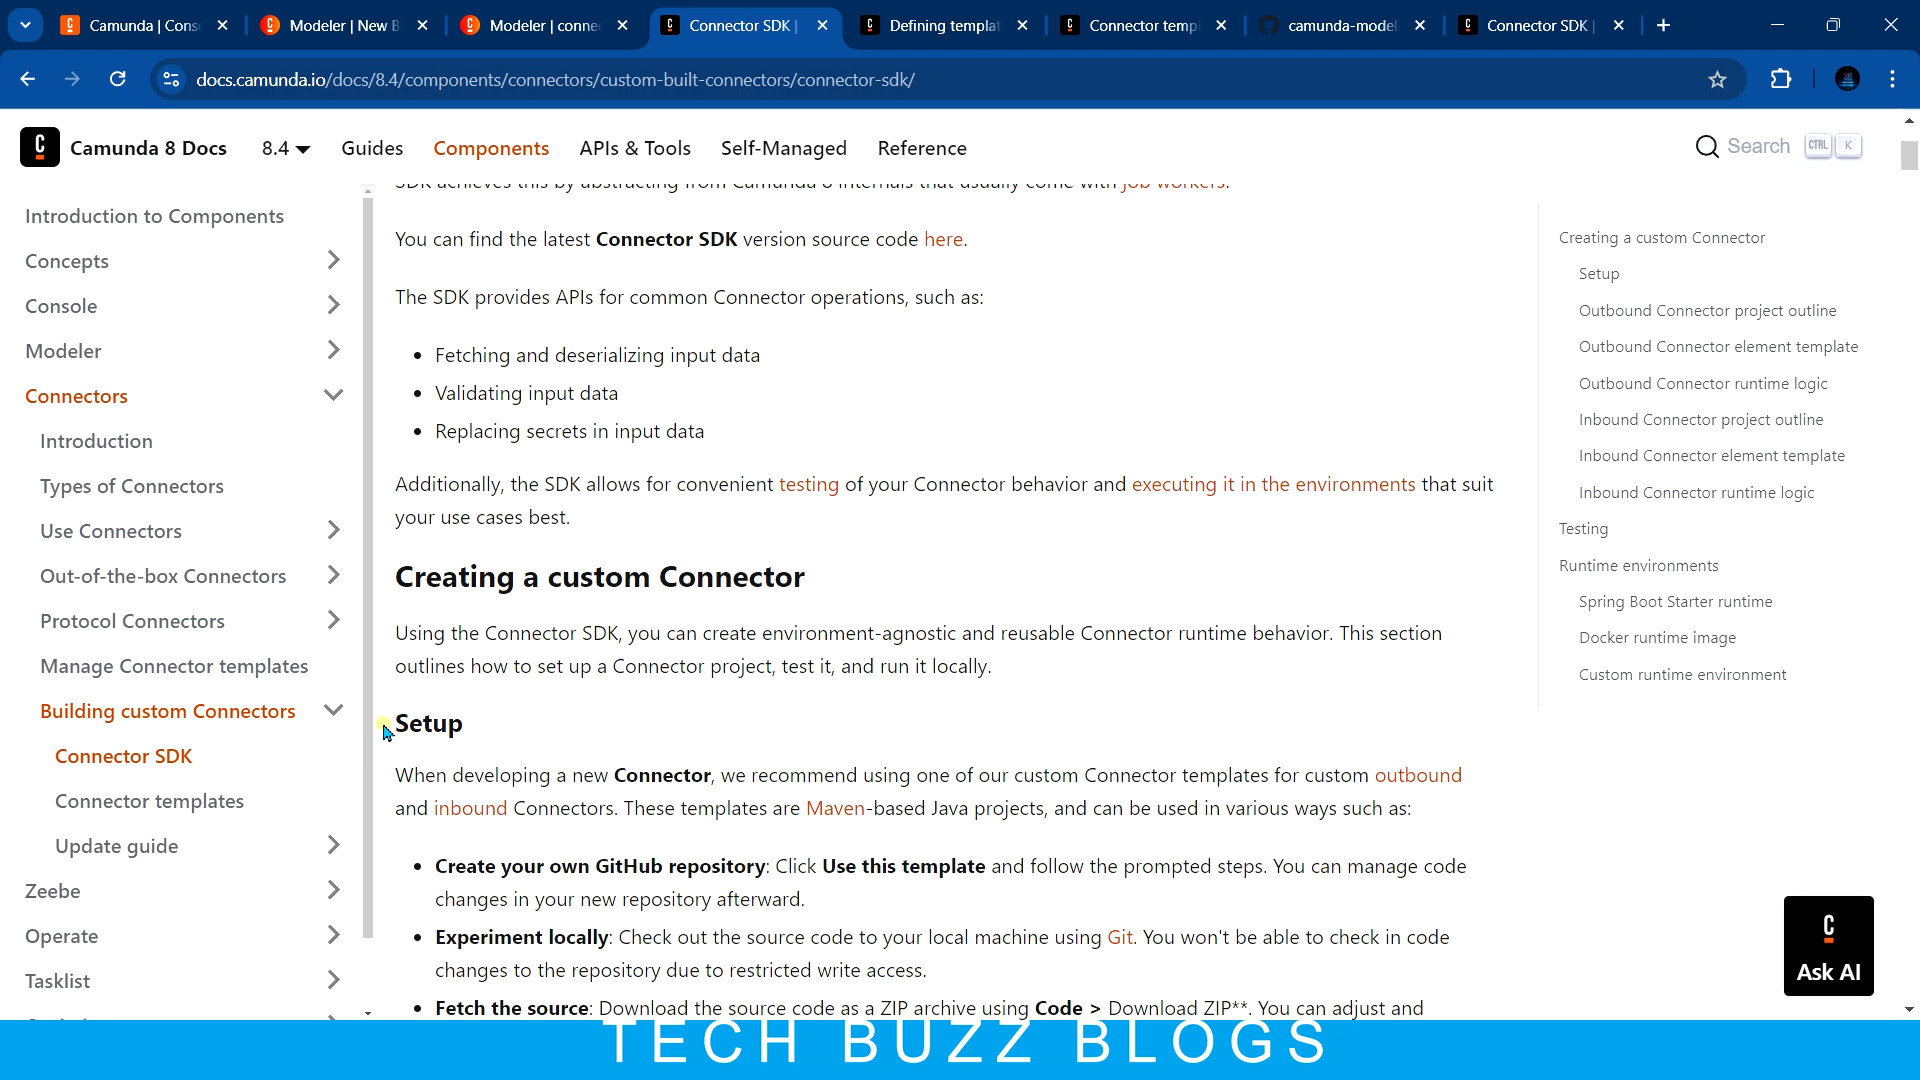 Camunda | Cons
Modeler | New B
Modeler | conne
Connector SDK |
Defining templat
Connector temp
camunda-mode
Connector SDK |
docs.camunda.io/docs/8.4/components/connectors/custom-built-connectors/connector-sdk/
Camunda 8 Docs
8.4
Guides
Components
APIs & Tools
Self-Managed
Reference
Search
CTRL
K
Introduction to Components
Concepts
Console
Modeler
Connectors
Introduction
Types of Connectors
Use Connectors
Out-of-the-box Connectors
Protocol Connectors
Manage Connector templates
Building custom Connectors
Connector SDK
Connector templates
Update guide
Zeebe
Operate
Tasklist
SDK achieves this by abstracting from Camunda 8 internals that usually come with job workers.
You can find the latest Connector SDK version source code here.
The SDK provides APIs for common Connector operations, such as:
• Fetching and deserializing input data
• Validating input data
• Replacing secrets in input data
Additionally, the SDK allows for convenient testing of your Connector behavior and executing it in the environments that suit
your use cases best.
Creating a custom Connector
Using the Connector SDK, you can create environment-agnostic and reusable Connector runtime behavior. This section
outlines how to set up a Connector project, test it, and run it locally.
Setup
When developing a new Connector, we recommend using one of our custom Connector templates for custom outbound
and inbound Connectors. These templates are Maven-based Java projects, and can be used in various ways such as:
• Create your own GitHub repository: Click Use this template and follow the prompted steps. You can manage code
changes in your new repository afterward.
• Experiment locally: Check out the source code to your local machine using Git. You won't be able to check in code
changes to the repository due to restricted write access.
• Fetch the source: Download the source code as a ZIP archive using Code > Download ZIP**. You can adjust and
Creating a custom Connector
Setup
Outbound Connector project outline
Outbound Connector element template
Outbound Connector runtime logic
Inbound Connector project outline
Inbound Connector element template
Inbound Connector runtime logic
Testing
Runtime environments
Spring Boot Starter runtime
Docker runtime image
Custom runtime environment
Ask AI
TECH BUZZ BLOGS